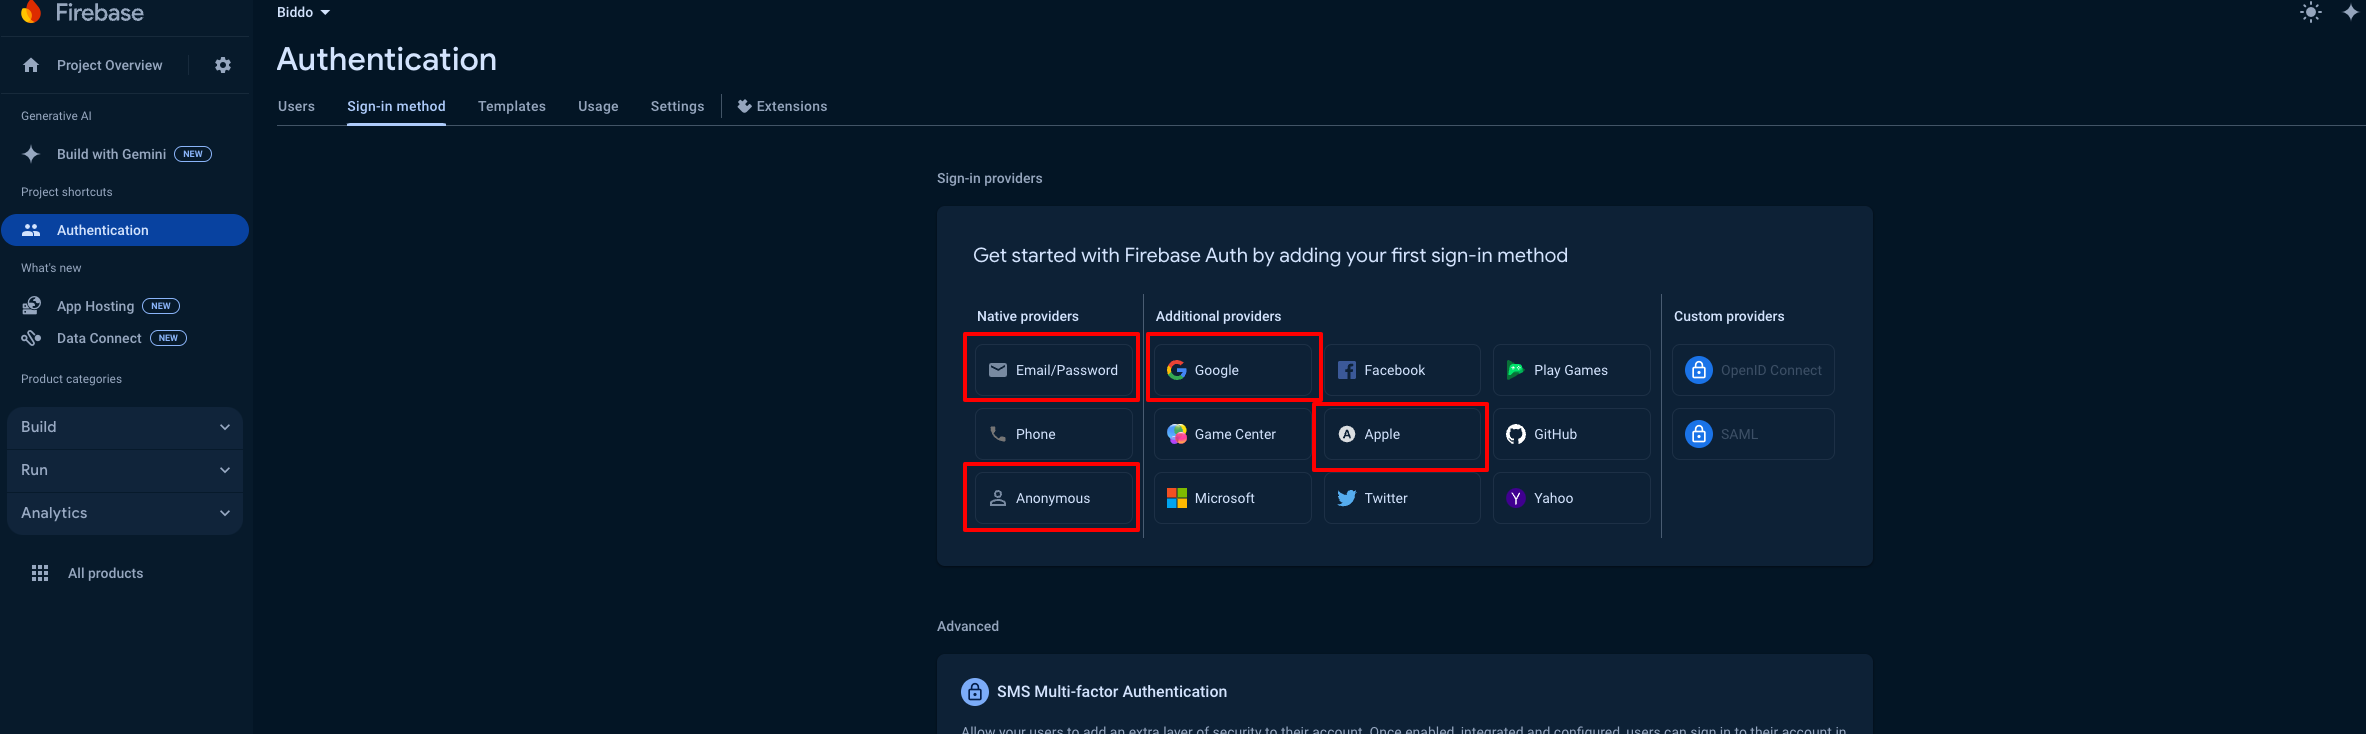 Firebase
Project Overview
Generative AI
Build with Gemini NEW
Project shortcuts
Authentication
What's new
App Hosting NEW
Data Connect NEW
Product categories
Build
Run
Analytics
All products
Biddo
Authentication
Users Sign-in method Templates Usage Settings Extensions
Sign-in providers
Get started with Firebase Auth by adding your first sign-in method
Native providers
Email/Password
Phone
Anonymous
Additional providers
Google Facebook Play Games
Game Center Apple GitHub
Microsoft Twitter Yahoo
Custom providers
OpenID Connect
SAML
Advanced
SMS Multi-factor Authentication
Allow your users to add an extra layer of security to their account. Once enabled, integrated and configured, users can sign in to their account in